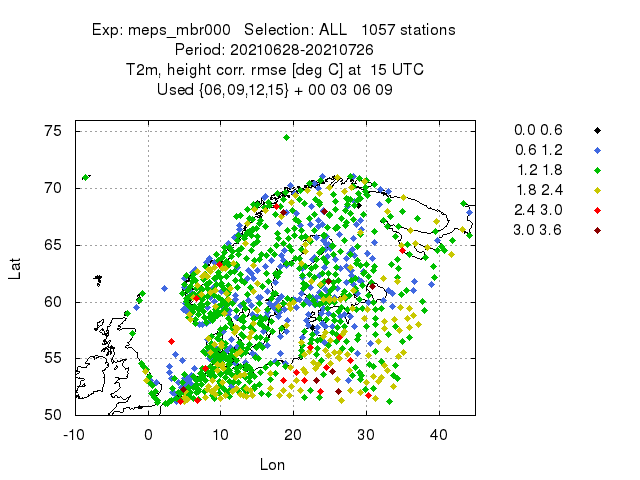 Exp: meps_mbr000   Selection: ALL   1057 stations
Period: 20210628-20210726
T2m, height corr. rmse [deg C] at  15 UTC
Used {06,09,12,15} + 00 03 06 09
75
70
65
60
55
50
Lat
-10 0 10 20 30 40
Lon
0.0 0.6
0.6 1.2
1.2 1.8
1.8 2.4
2.4 3.0
3.0 3.6